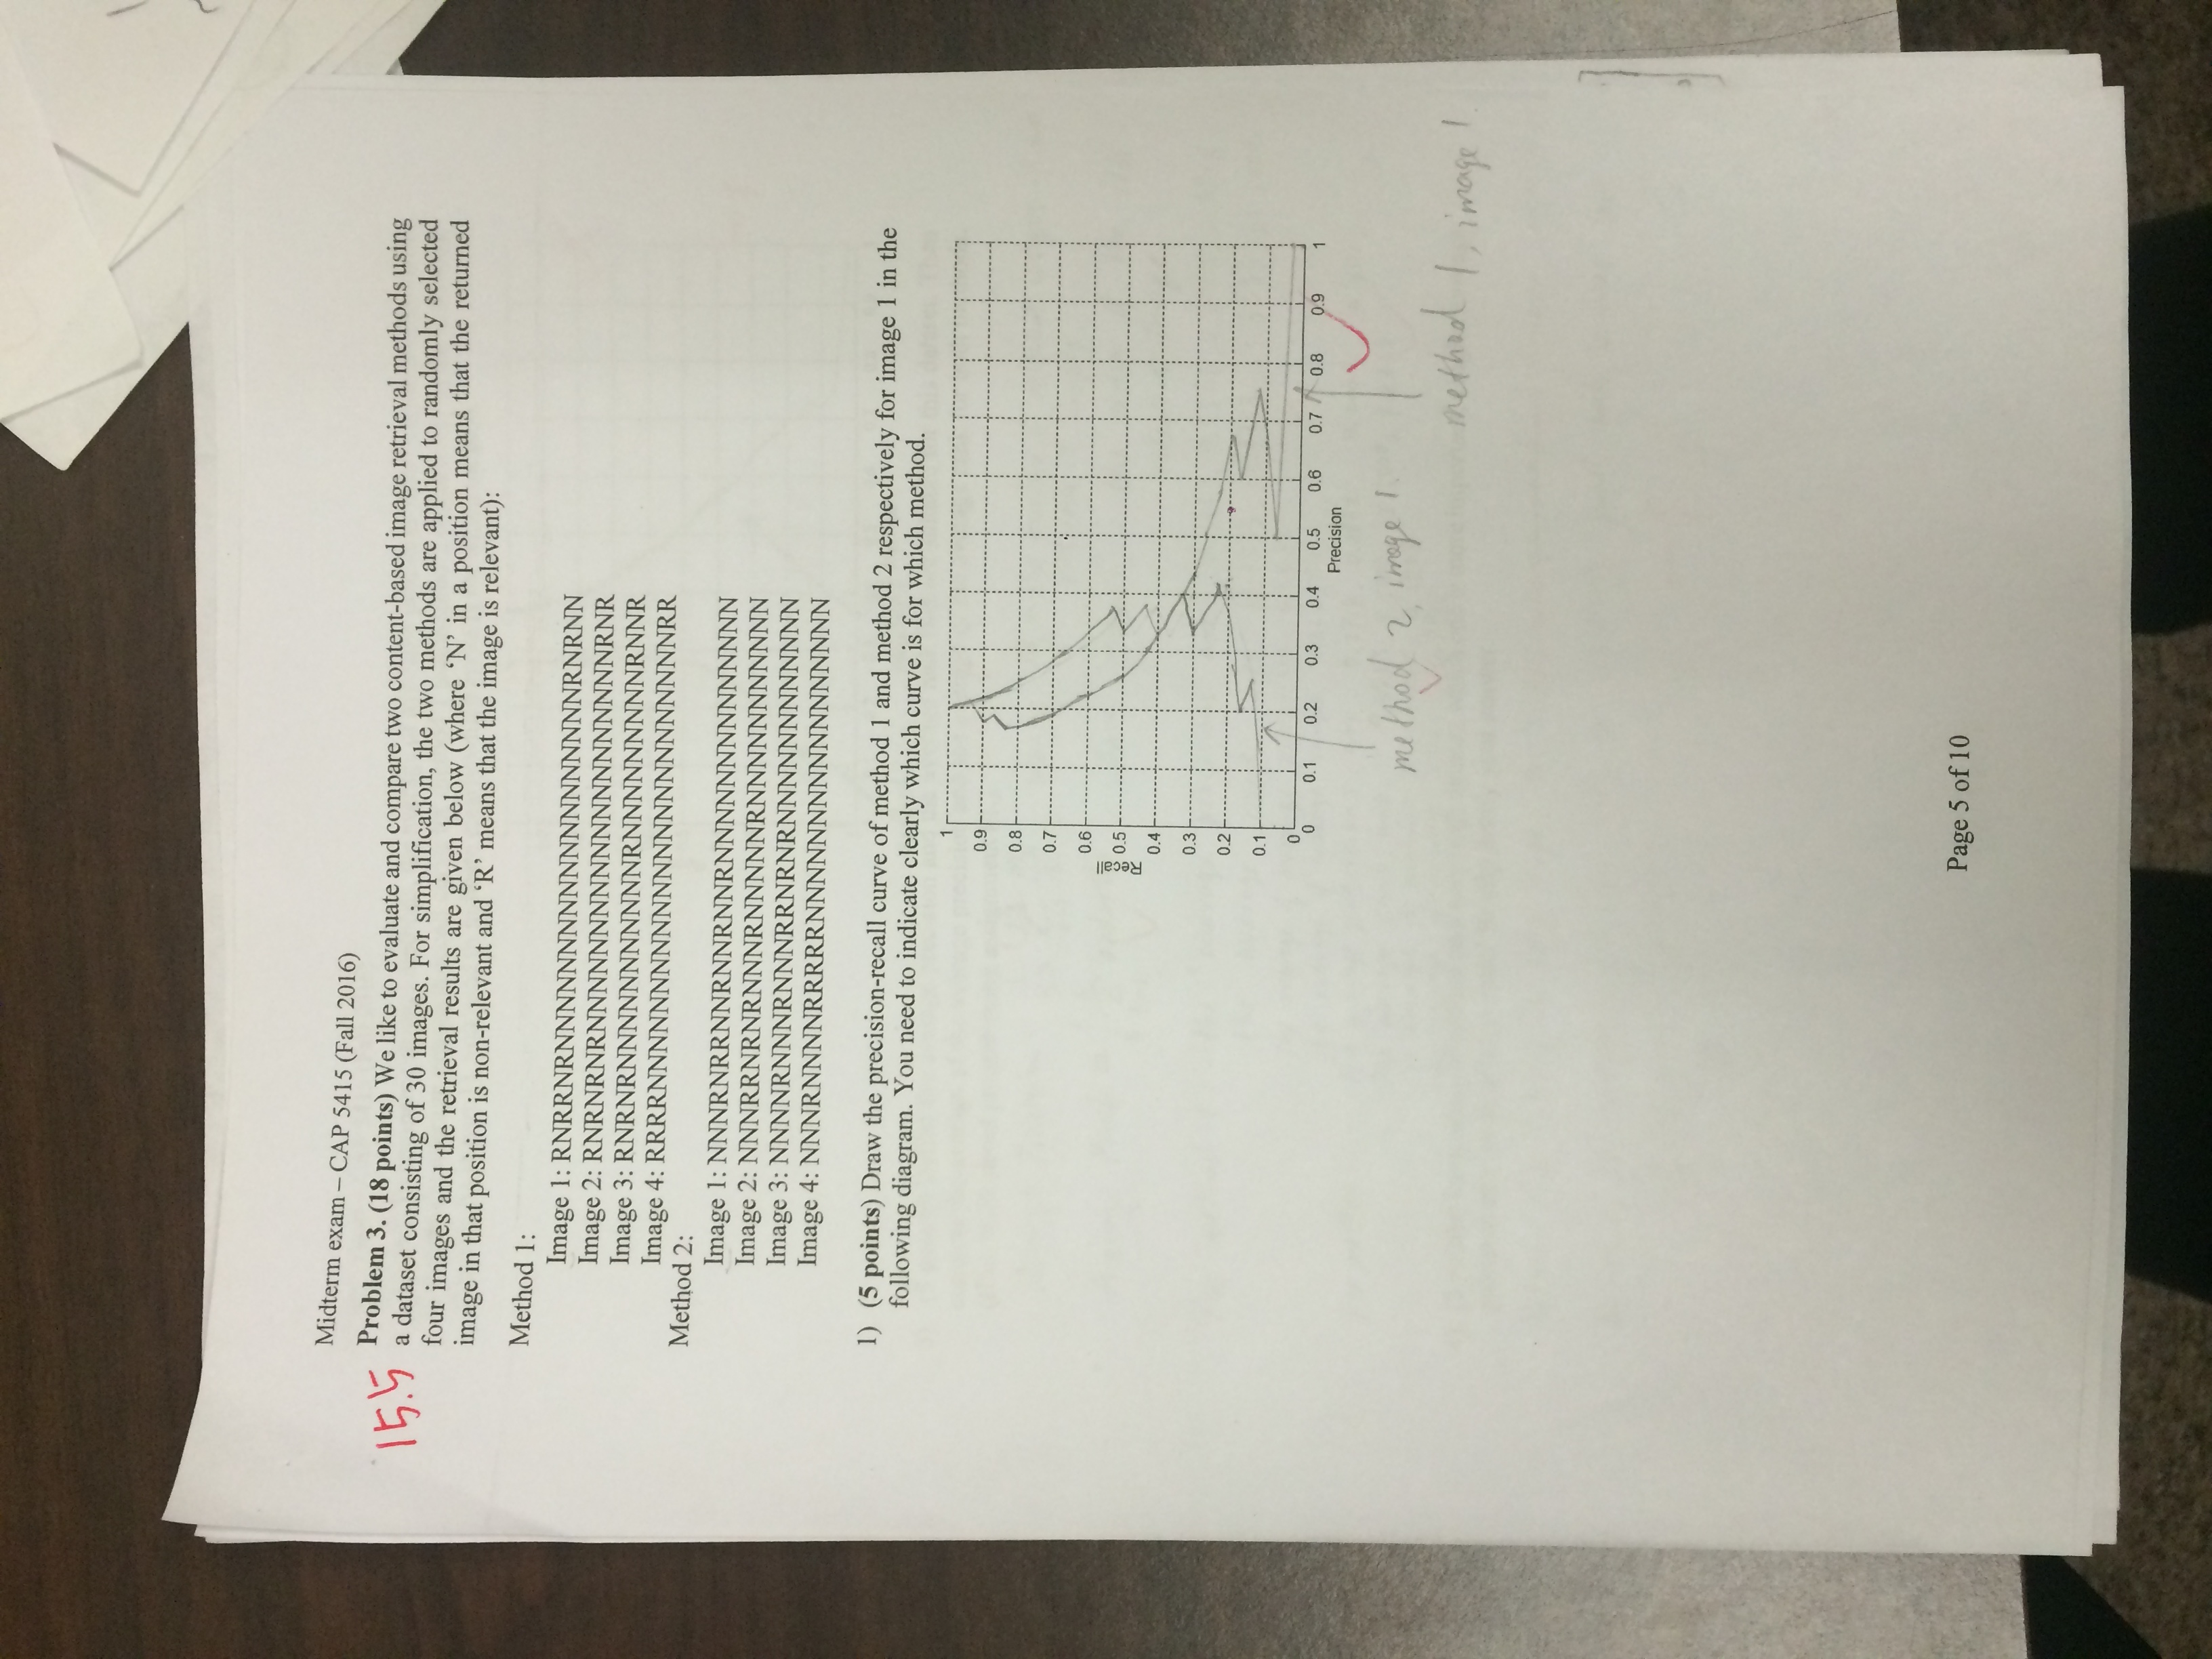 Midterm exam – CAP 5415 (Fall 2016)
15.5
Problem 3. (18 points) We like to evaluate and compare two content-based image retrieval methods using
a dataset consisting of 30 images. For simplification, the two methods are applied to randomly selected
four images and the retrieval results are given below (where ‘N’ in a position means that the returned
image in that position is non-relevant and ‘R’ means that the image is relevant):
Method 1:
Image 1: RNRRNRNNNNNNNNNNNNNNNNNNNRNRNN
Image 2: RNRNRNRNNNNNNNNNNNNNNNNNNNNRNR
Image 3: RNRNRNNNNNNNNNNNRNNNNNNNNNRNNR
Image 4: RRRRNNNNNNNNNNNNNNNNNNNNNNNNRR
Method 2:
Image 1: NNNRNRRNNRNNRNNRNNNNNNNNNNNNNN
Image 2: NNNRRNRNNRNNNRNNNNNRNNNNNNNNNN
Image 3: NNNNRNNNRNNNRRNRNRNNNNNNNNNNNN
Image 4: NNNRNNNNNRRRRRNNNNNNNNNNNNNNNN
1) (5 points) Draw the precision-recall curve of method 1 and method 2 respectively for image 1 in the
following diagram. You need to indicate clearly which curve is for which method.
1
0.9
0.8
0.7
0.6
0.5
Recall
0.4
0.3
0.2
0.1
0
0 0.1 0.2 0.3 0.4 0.5 0.6 0.7 0.8 0.9 1
Precision
method 2, image 1
method 1, image 1
Page 5 of 10